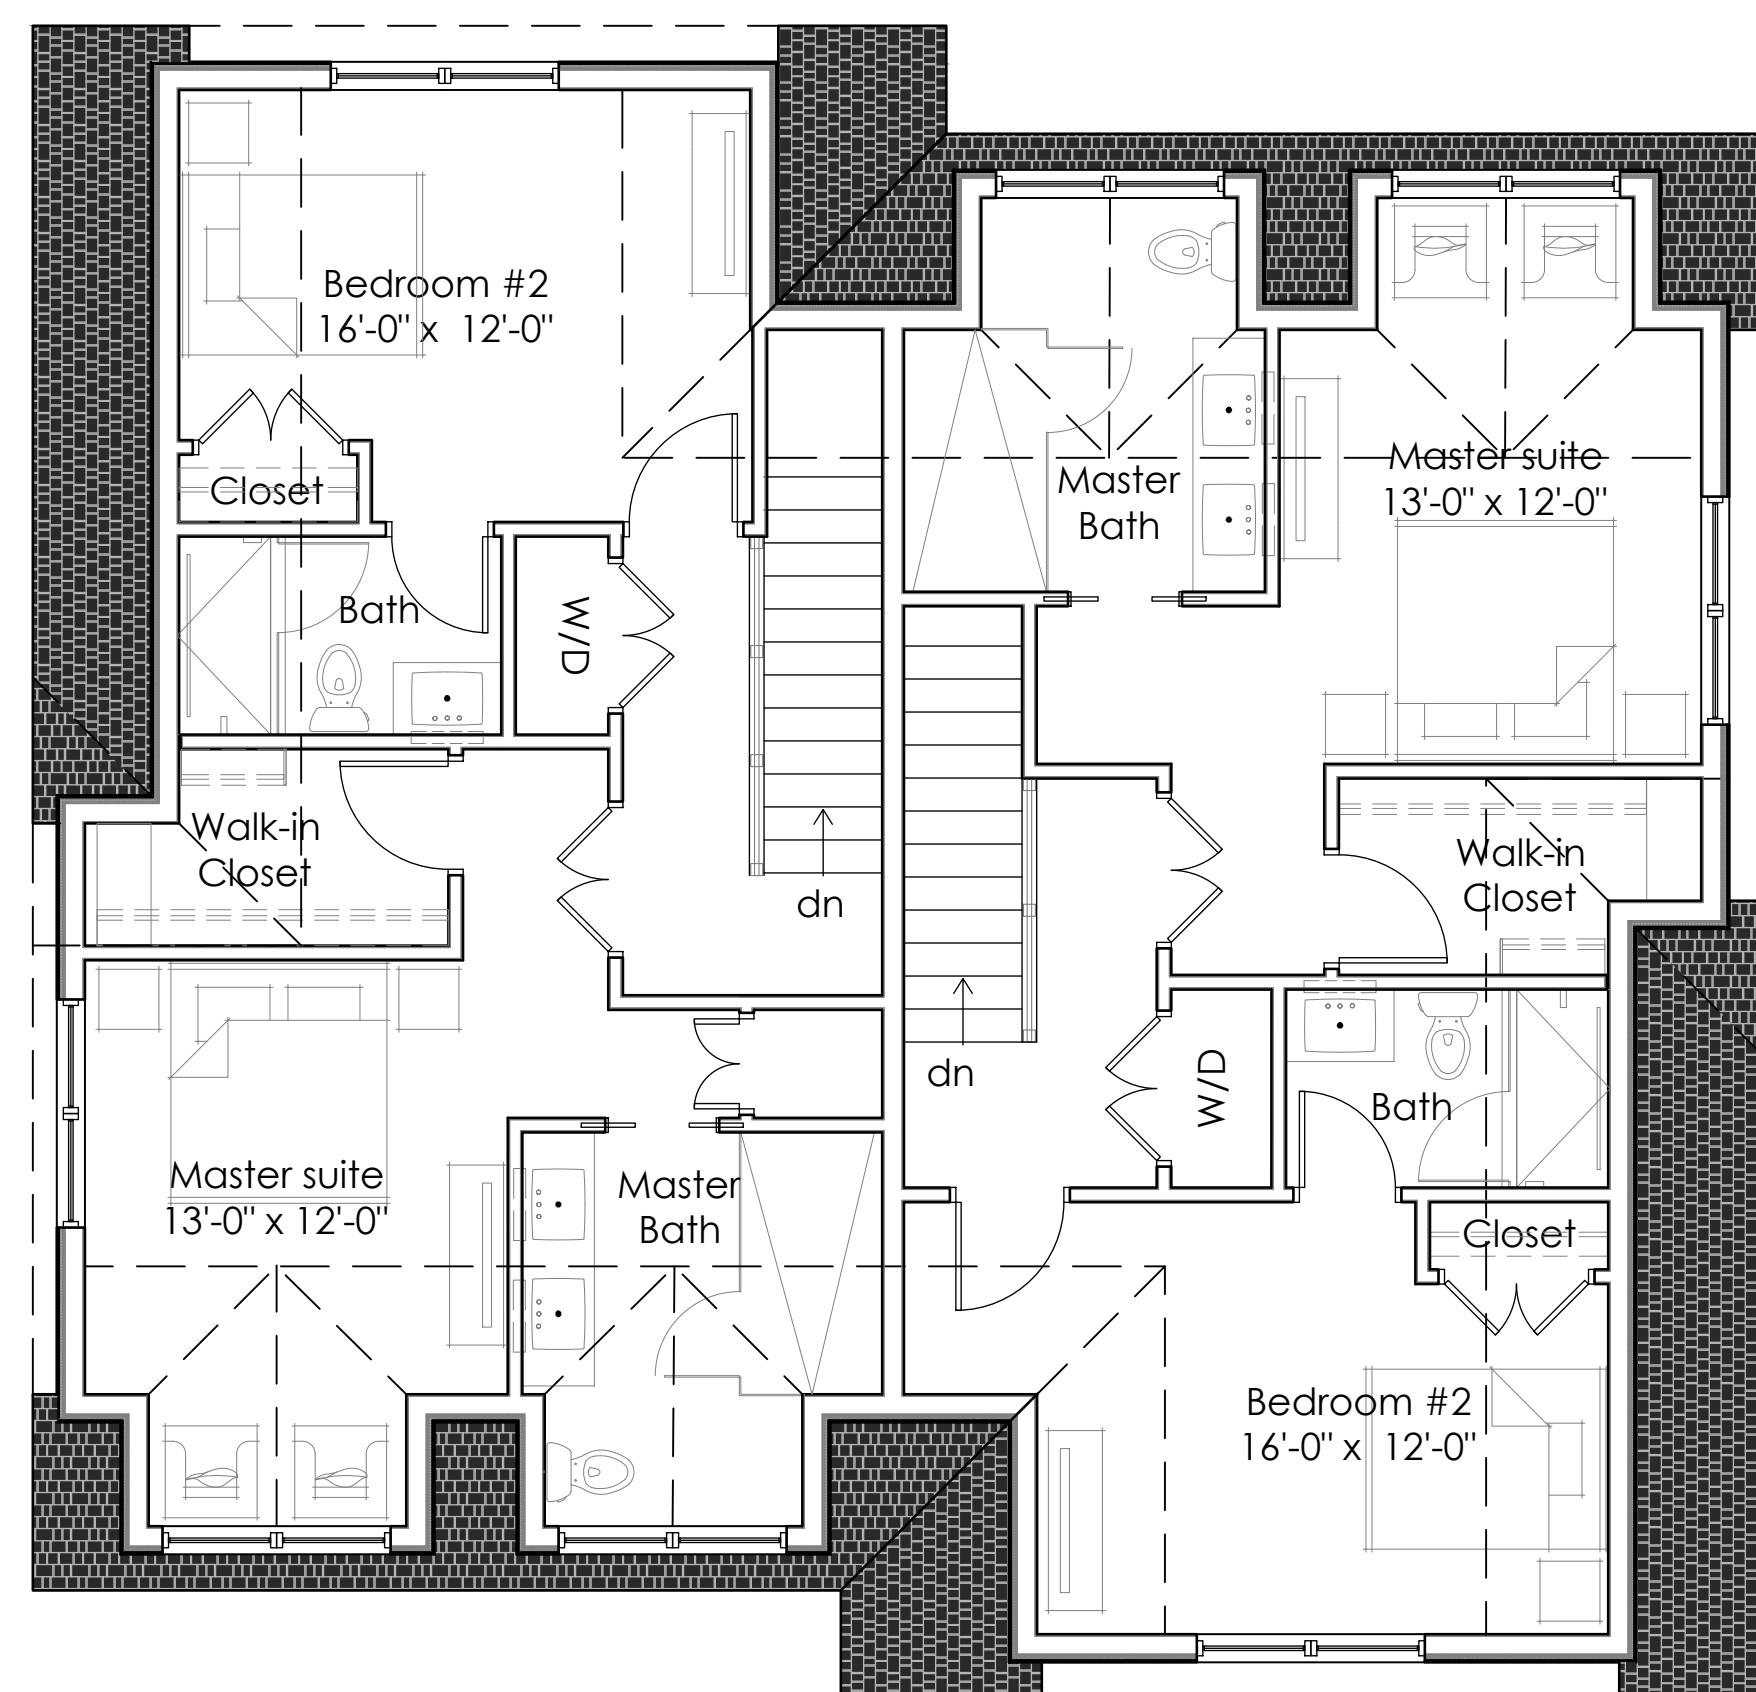 Bedroom #2
16'-0" x 12'-0"
Closet
Bath
W/D
Walk-in
Closet
dn
Master suite
13'-0" x 12'-0"
Master
Bath
Master
Bath
Master suite
13'-0" x 12'-0"
Walk-in
Closet
dn
W/D
Bath
Closet
Bedroom #2
16'-0" x 12'-0"